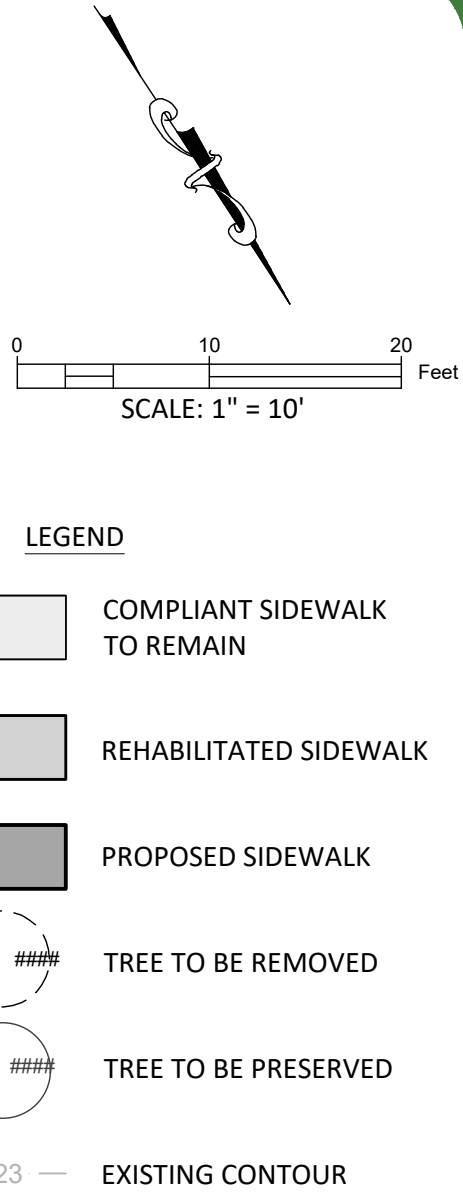 0 10 20
Feet
SCALE: 1" = 10'
LEGEND
COMPLIANT SIDEWALK
TO REMAIN
REHABILITATED SIDEWALK
PROPOSED SIDEWALK
#### TREE TO BE REMOVED
#### TREE TO BE PRESERVED
23 — EXISTING CONTOUR